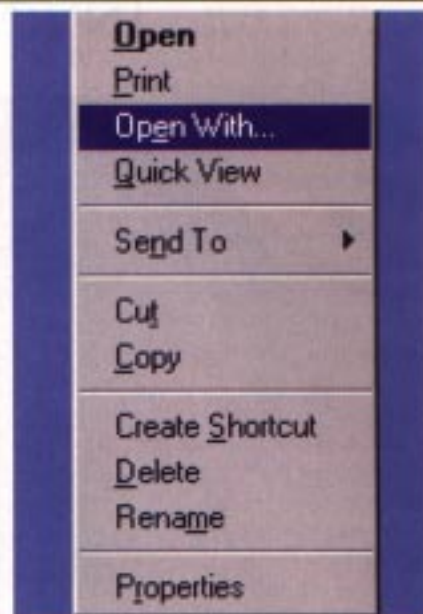 Open
Print
Open With...
Quick View
Send To
Cut
Copy
Create Shortcut
Delete
Rename
Properties